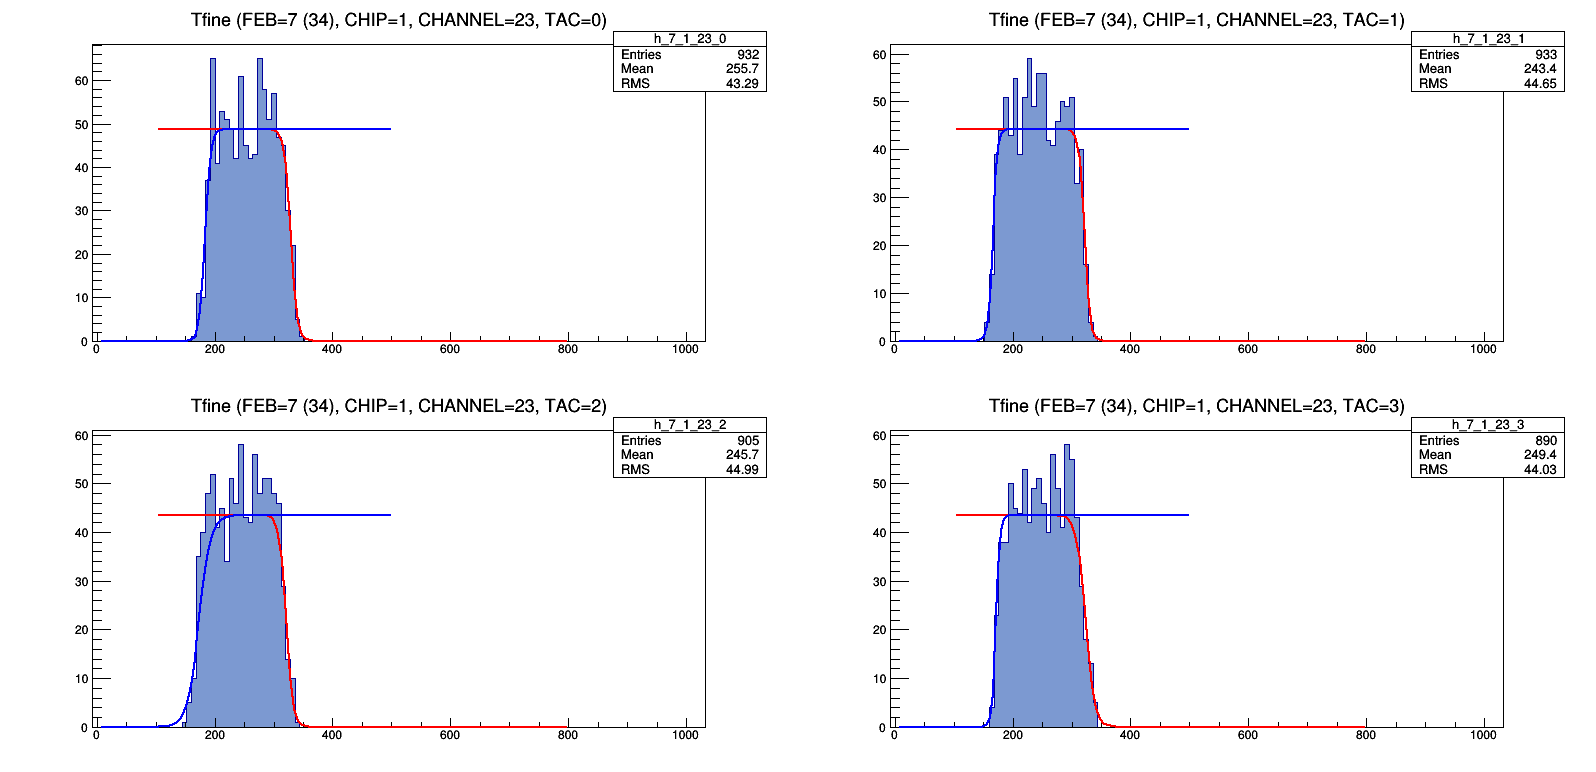 Tfine (FEB=7 (34), CHIP=1, CHANNEL=23, TAC=0)
h_7_1_23_0
Entries 932
Mean 255.7
RMS 43.29
60
50
40
30
20
10
0
0 200 400 600 800 1000
Tfine (FEB=7 (34), CHIP=1, CHANNEL=23, TAC=1)
h_7_1_23_1
Entries 933
Mean 243.4
RMS 44.65
60
50
40
30
20
10
0
0 200 400 600 800 1000
Tfine (FEB=7 (34), CHIP=1, CHANNEL=23, TAC=2)
h_7_1_23_2
Entries 905
Mean 245.7
RMS 44.99
60
50
40
30
20
10
0
0 200 400 600 800 1000
Tfine (FEB=7 (34), CHIP=1, CHANNEL=23, TAC=3)
h_7_1_23_3
Entries 890
Mean 249.4
RMS 44.03
60
50
40
30
20
10
0
0 200 400 600 800 1000